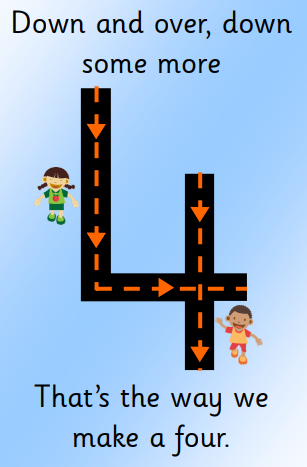 Down and over, down
some more
That's the way we
make a four.